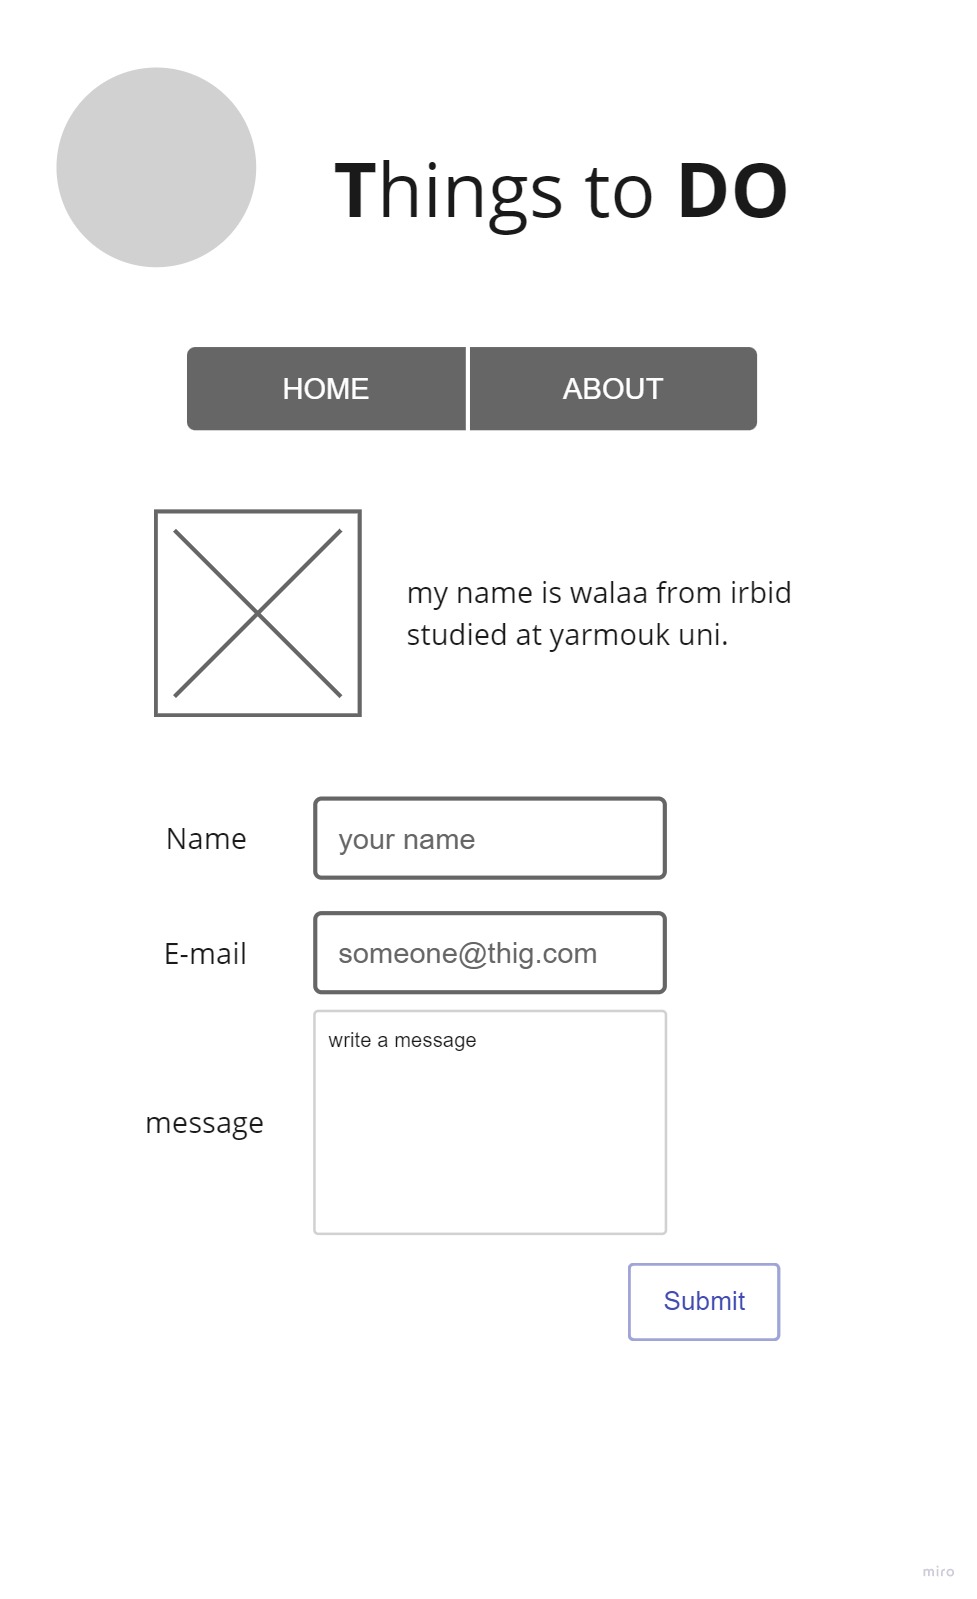 Things to DO
HOME
ABOUT
my name is walaa from irbid
studied at yarmouk uni.
Name
your name
E-mail
someone@thig.com
write a message
message
Submit
miro